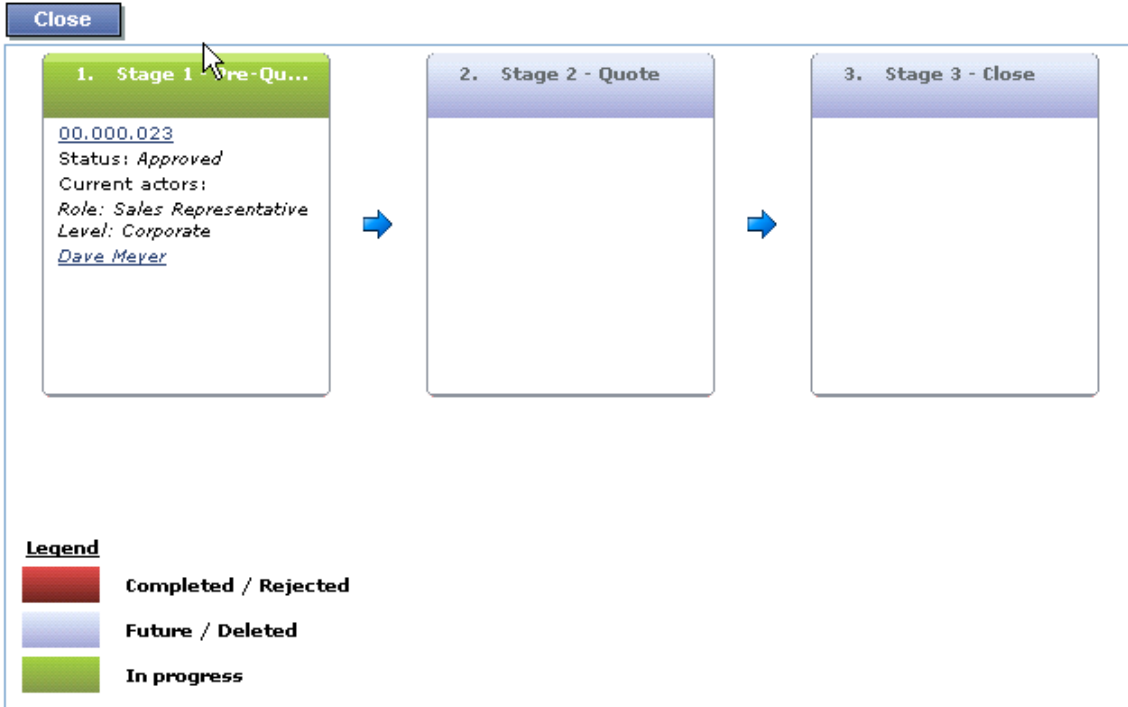 Close
1. Stage 1 - Pre-Qu...
2. Stage 2 - Quote
3. Stage 3 - Close
00.000.023
Status: Approved
Current actors:
Role: Sales Representative
Level: Corporate
Dave Meyer
Legend
Completed / Rejected
Future / Deleted
In progress